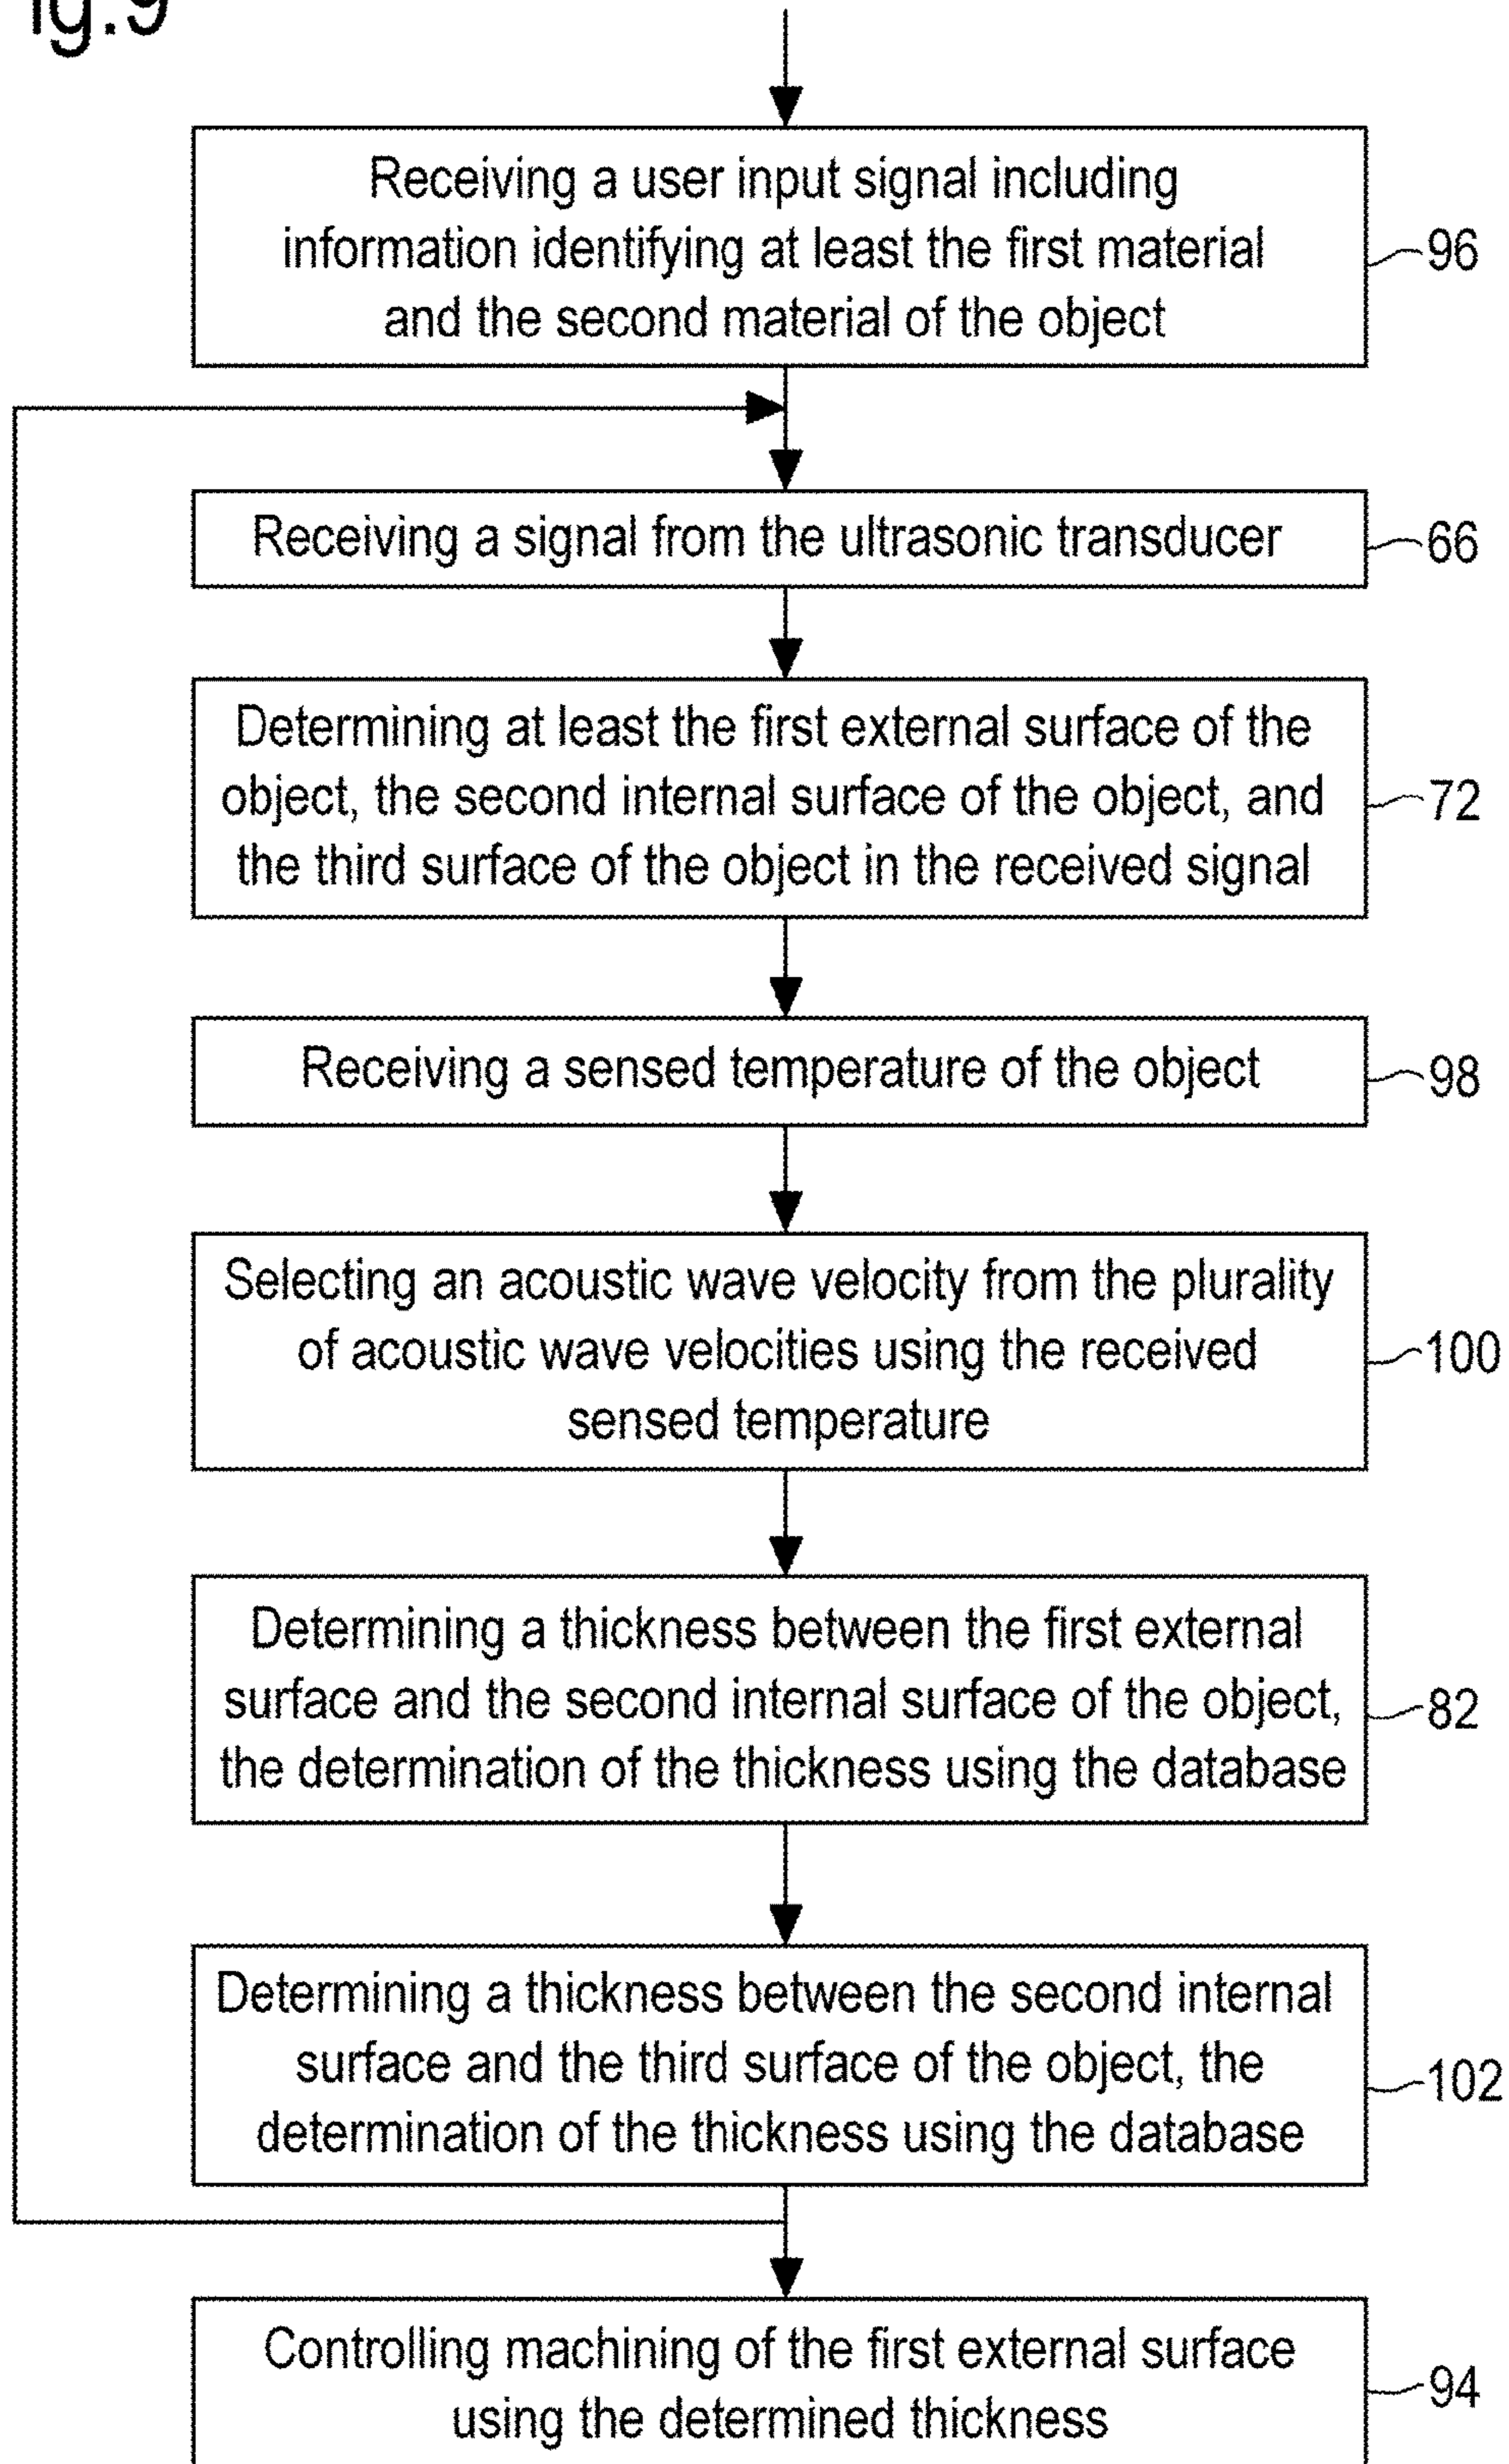 ig.9
Receiving a user input signal including
information identifying at least the first material
and the second material of the object
96
Receiving a signal from the ultrasonic transducer
66
Determining at least the first external surface of the
object, the second internal surface of the object, and
the third surface of the object in the received signal
72
Receiving a sensed temperature of the object
98
Selecting an acoustic wave velocity from the plurality
of acoustic wave velocities using the received
sensed temperature
100
Determining a thickness between the first external
surface and the second internal surface of the object,
the determination of the thickness using the database
82
Determining a thickness between the second internal
surface and the third surface of the object, the
determination of the thickness using the database
102
Controlling machining of the first external surface
using the determined thickness
94